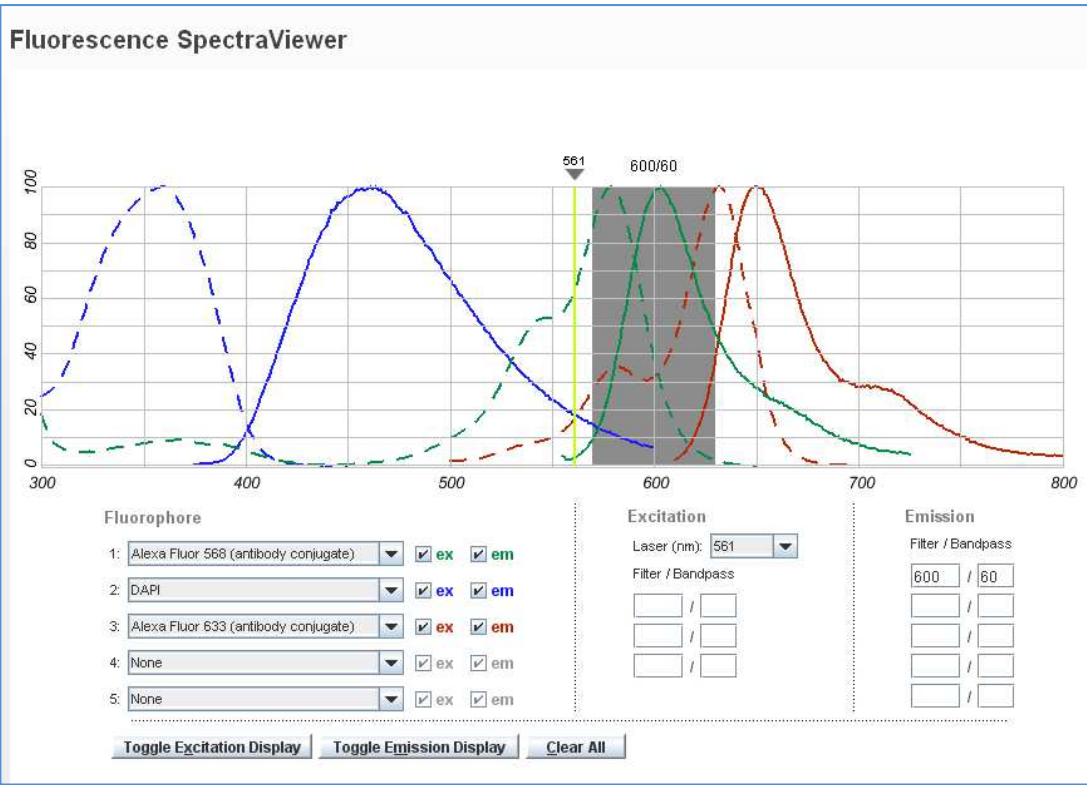 Fluorescence SpectraViewer
561
600/60
100
80
60
40
20
0
300 400 500 600 700 800
Fluorophore
1: Alexa Fluor 568 (antibody conjugate) ex em
2: DAPI ex em
3: Alexa Fluor 633 (antibody conjugate) ex em
4: None ex em
5: None ex em
Excitation
Laser (nm): 561
Filter / Bandpass
/
/
/
Emission
Filter / Bandpass
600 / 60
/
/
/
/
Toggle Excitation Display Toggle Emission Display Clear All